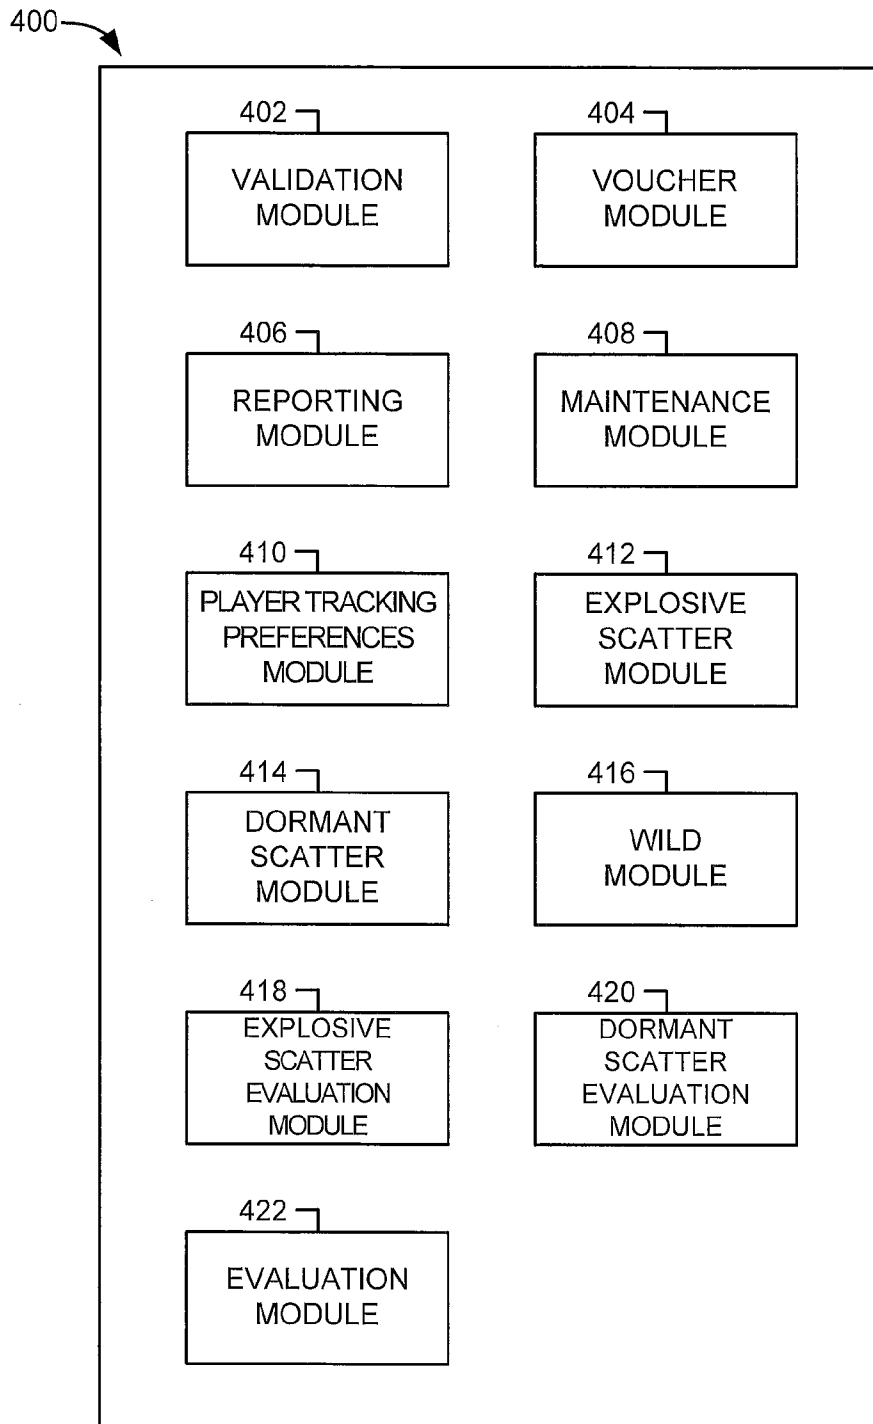 400
402
404
VALIDATION
MODULE
VOUCHER
MODULE
406
408
REPORTING
MODULE
MAINTENANCE
MODULE
410
412
PLAYER TRACKING
PREFERENCES
MODULE
EXPLOSIVE
SCATTER
MODULE
414
416
DORMANT
SCATTER
MODULE
WILD
MODULE
418
420
EXPLOSIVE
SCATTER
EVALUATION
MODULE
DORMANT
SCATTER
EVALUATION
MODULE
422
EVALUATION
MODULE